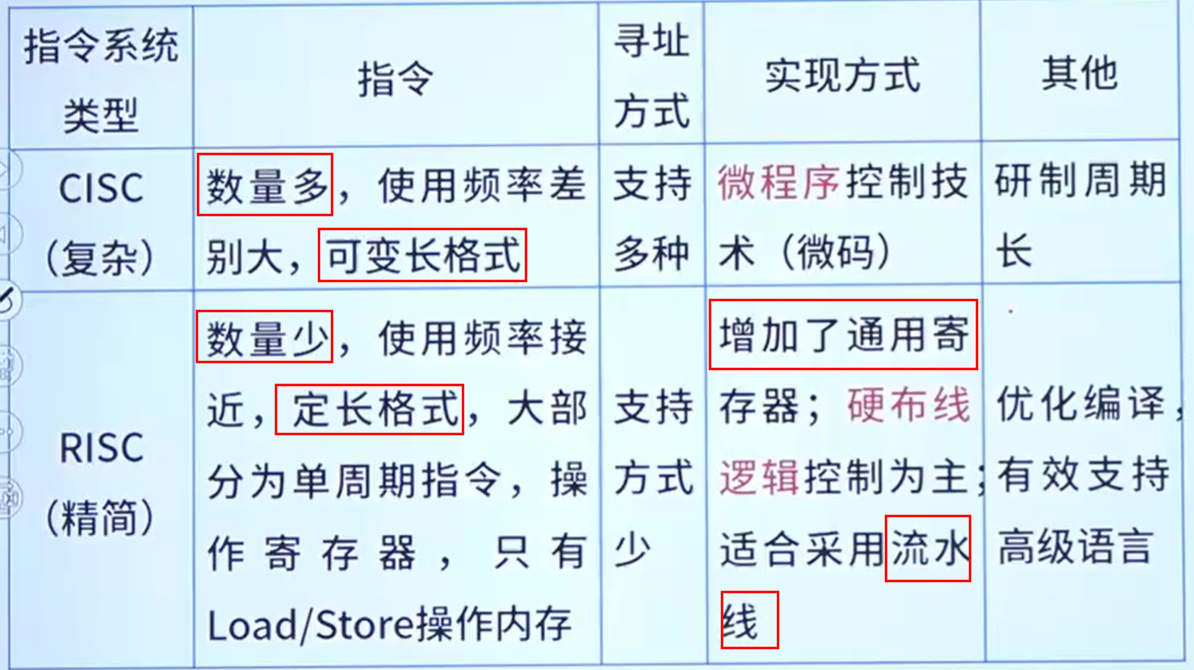 指令系统
类型
指令
寻址
方式
实现方式
其他
CISC
（复杂）
数量多，使用频率差
别大，可变长格式
支持
多种
微程序控制技
术（微码）
研制周期
长
RISC
（精简）
数量少，使用频率接
近，定长格式，大部
分为单周期指令，操
作寄存器，只有
Load/Store操作内存
支持
方式
少
增加了通用寄
存器；硬布线
逻辑控制为主；
适合采用流水
线
优化编译，
有效支持
高级语言